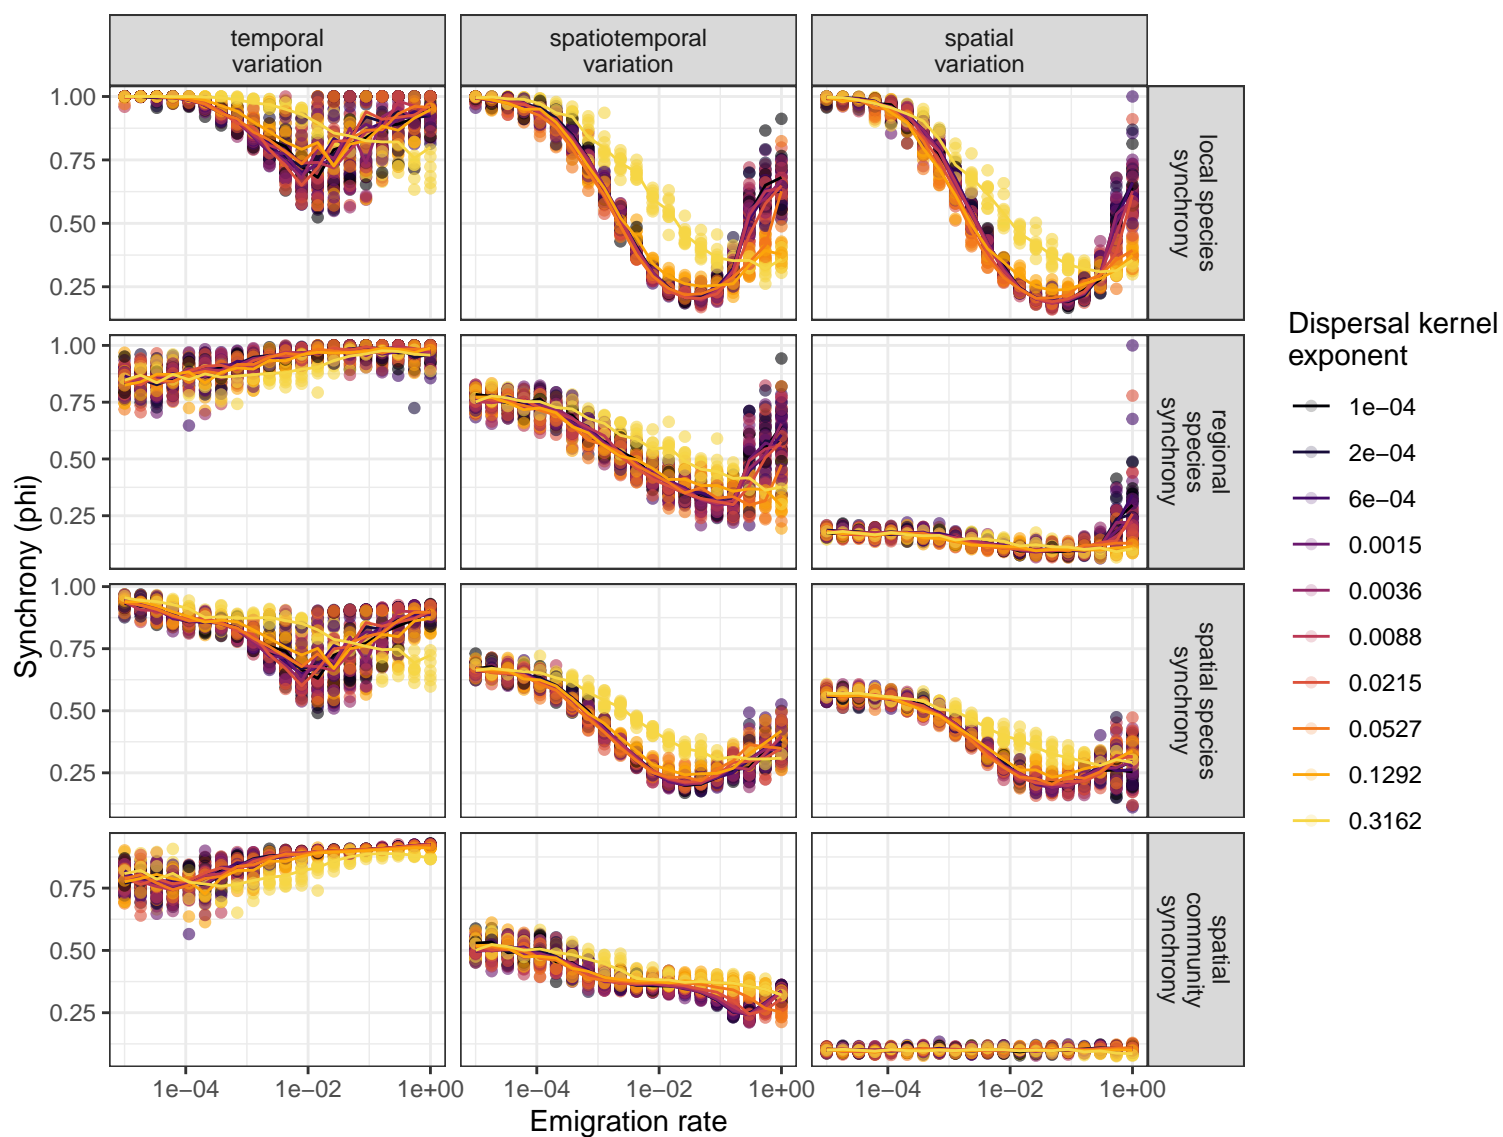 temporal
variation
spatiotemporal
variation
spatial
variation
1.00
0.75
0.50
0.25
local species
synchrony
1.00
0.75
0.50
0.25
regional
species
synchrony
1.00
0.75
0.50
0.25
spatial species
synchrony
0.75
0.50
0.25
spatial
community
synchrony
Synchrony (phi)
1e−04
1e−02
1e+00
1e−04
1e−02
1e+00
1e−04
1e−02
1e+00
Emigration rate
Dispersal kernel
exponent
1e−04
2e−04
6e−04
0.0015
0.0036
0.0088
0.0215
0.0527
0.1292
0.3162